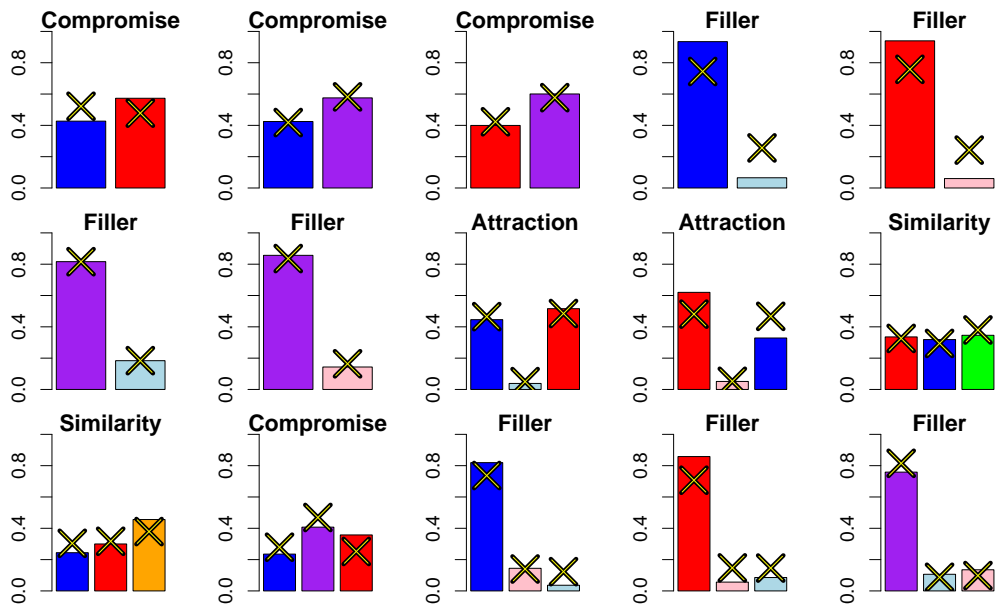 Compromise Compromise Compromise Filler Filler
0.0 0.4 0.8 0.0 0.4 0.8 0.0 0.4 0.8 0.0 0.4 0.8 0.0 0.4 0.8
Filler Filler Attraction Attraction Similarity
0.0 0.4 0.8 0.0 0.4 0.8 0.0 0.4 0.8 0.0 0.4 0.8 0.0 0.4 0.8
Similarity Compromise Filler Filler Filler
0.0 0.4 0.8 0.0 0.4 0.8 0.0 0.4 0.8 0.0 0.4 0.8 0.0 0.4 0.8